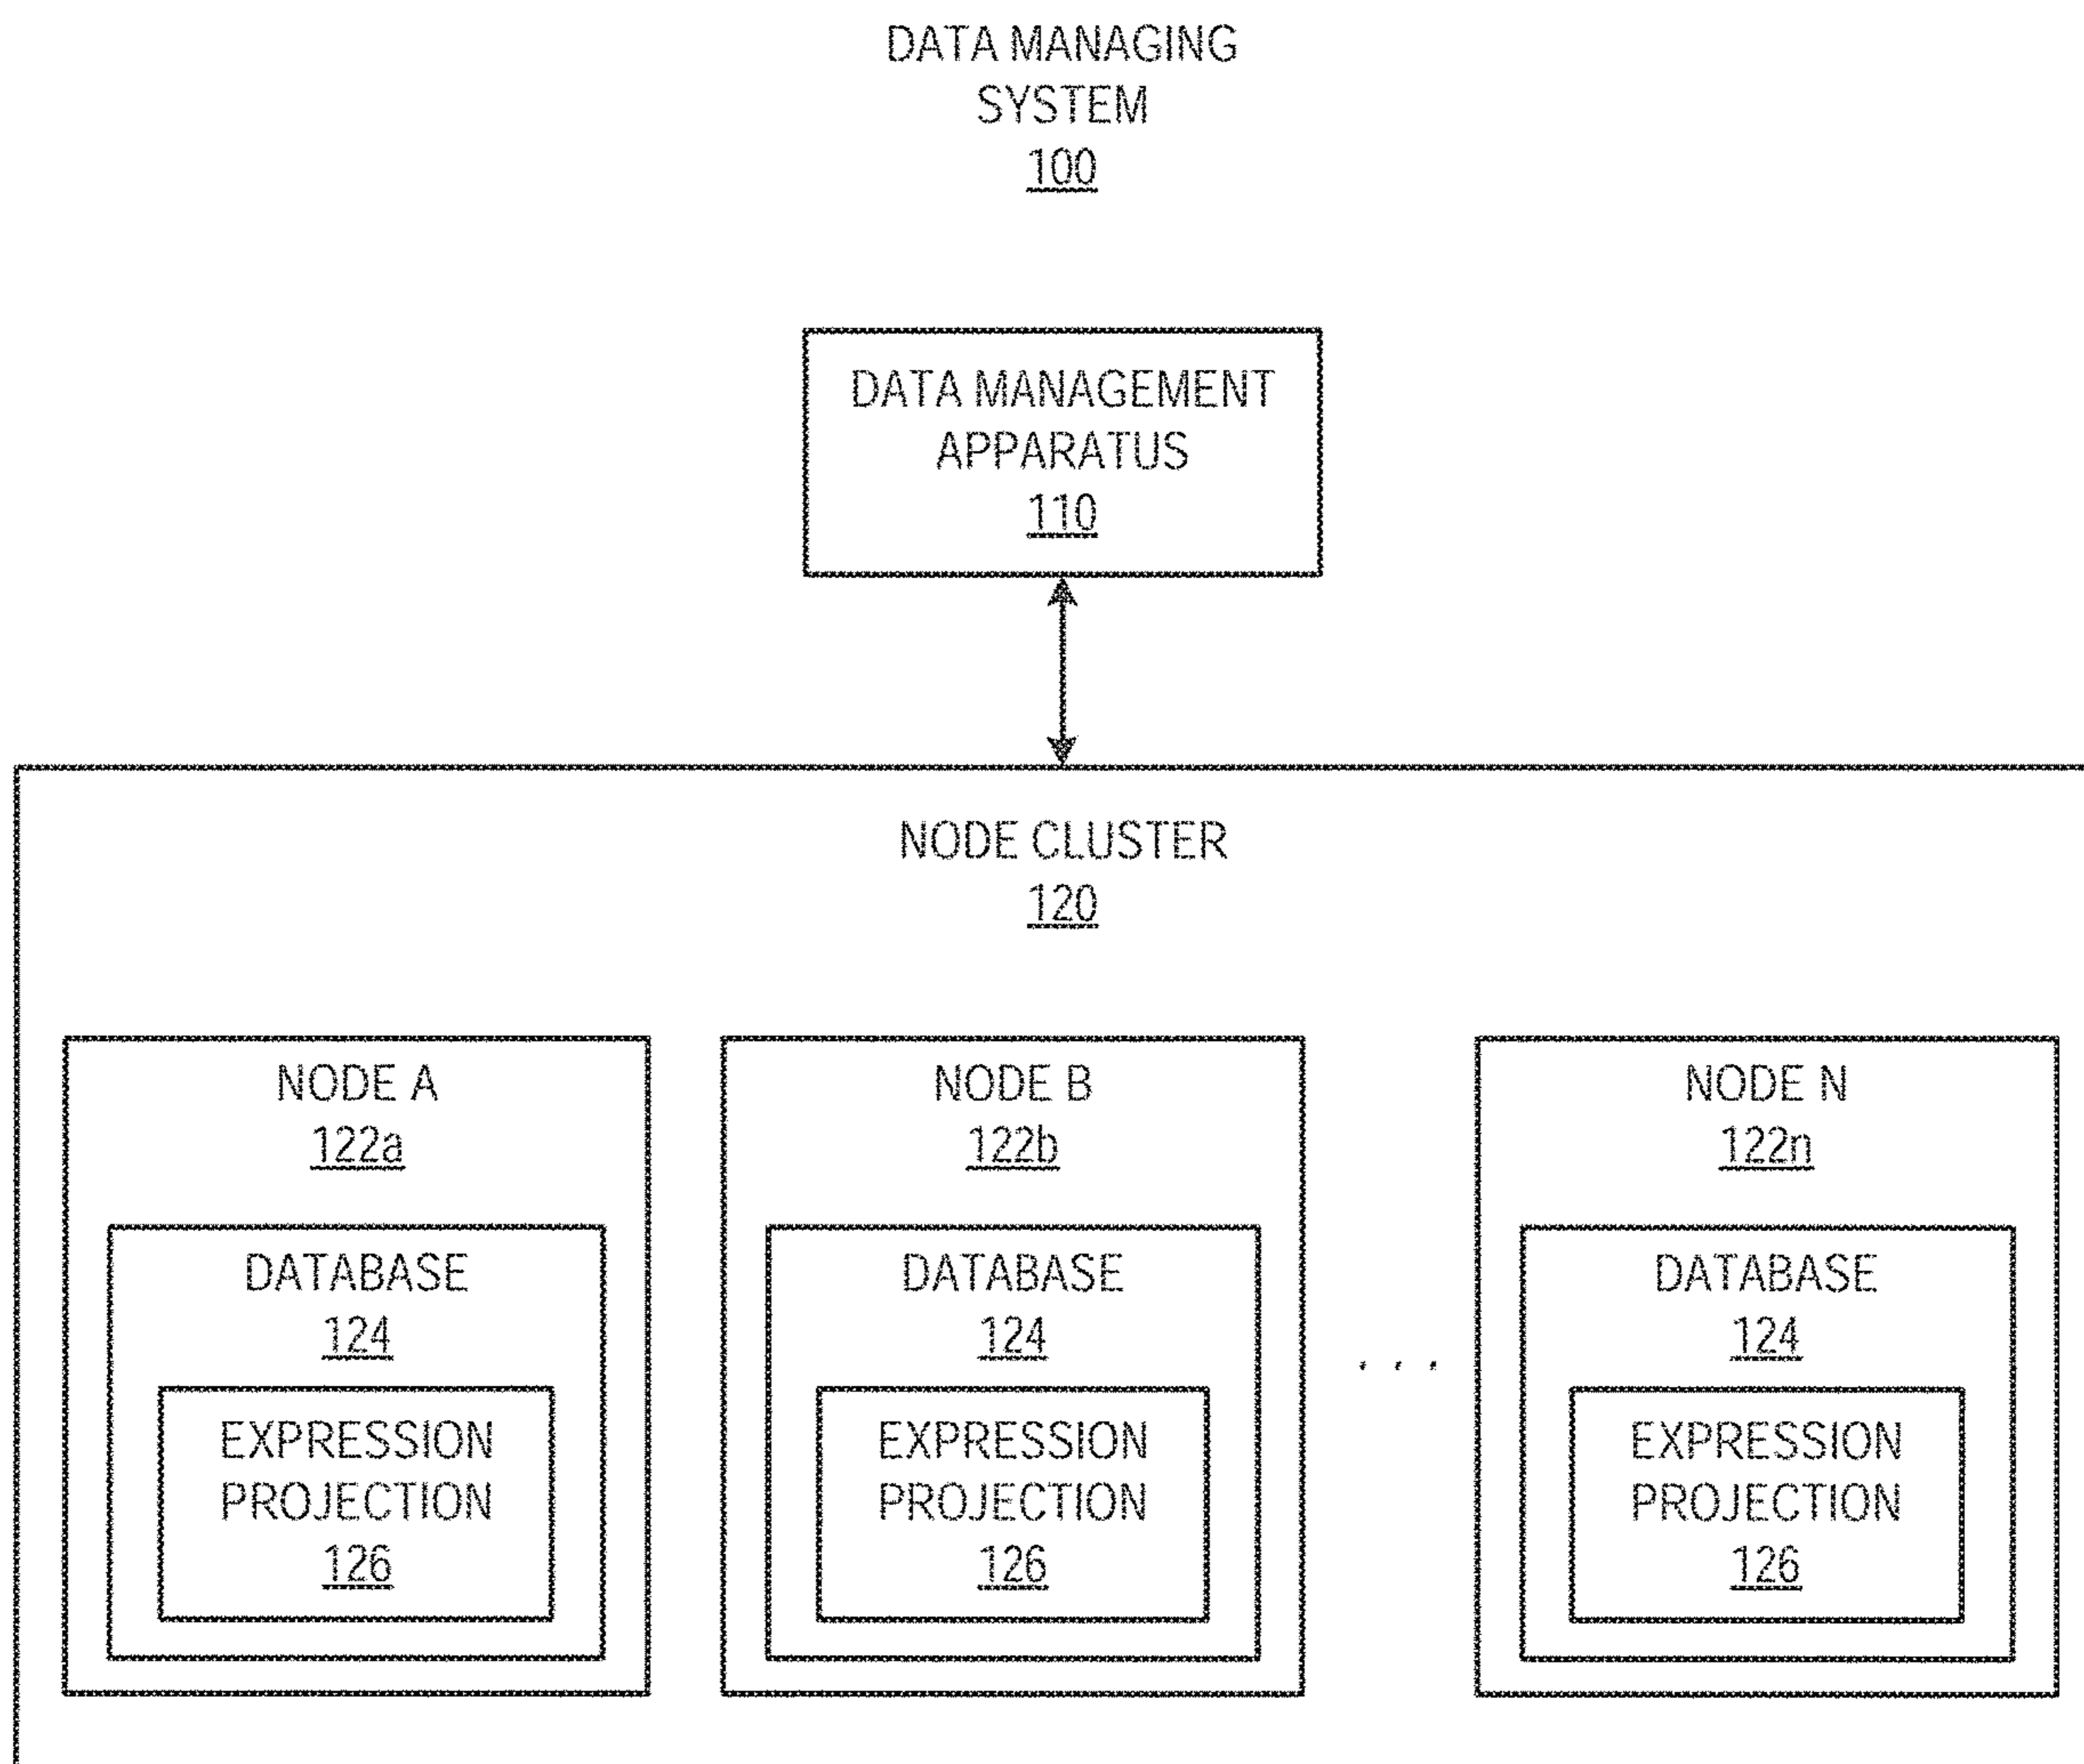 DATA MANAGING
SYSTEM
100
DATA MANAGEMENT
APPARATUS
110
NODE CLUSTER
120
NODE A
122a
DATABASE
124
EXPRESSION
PROJECTION
126
NODE B
122b
DATABASE
124
EXPRESSION
PROJECTION
126
. . .
NODE N
122n
DATABASE
124
EXPRESSION
PROJECTION
126